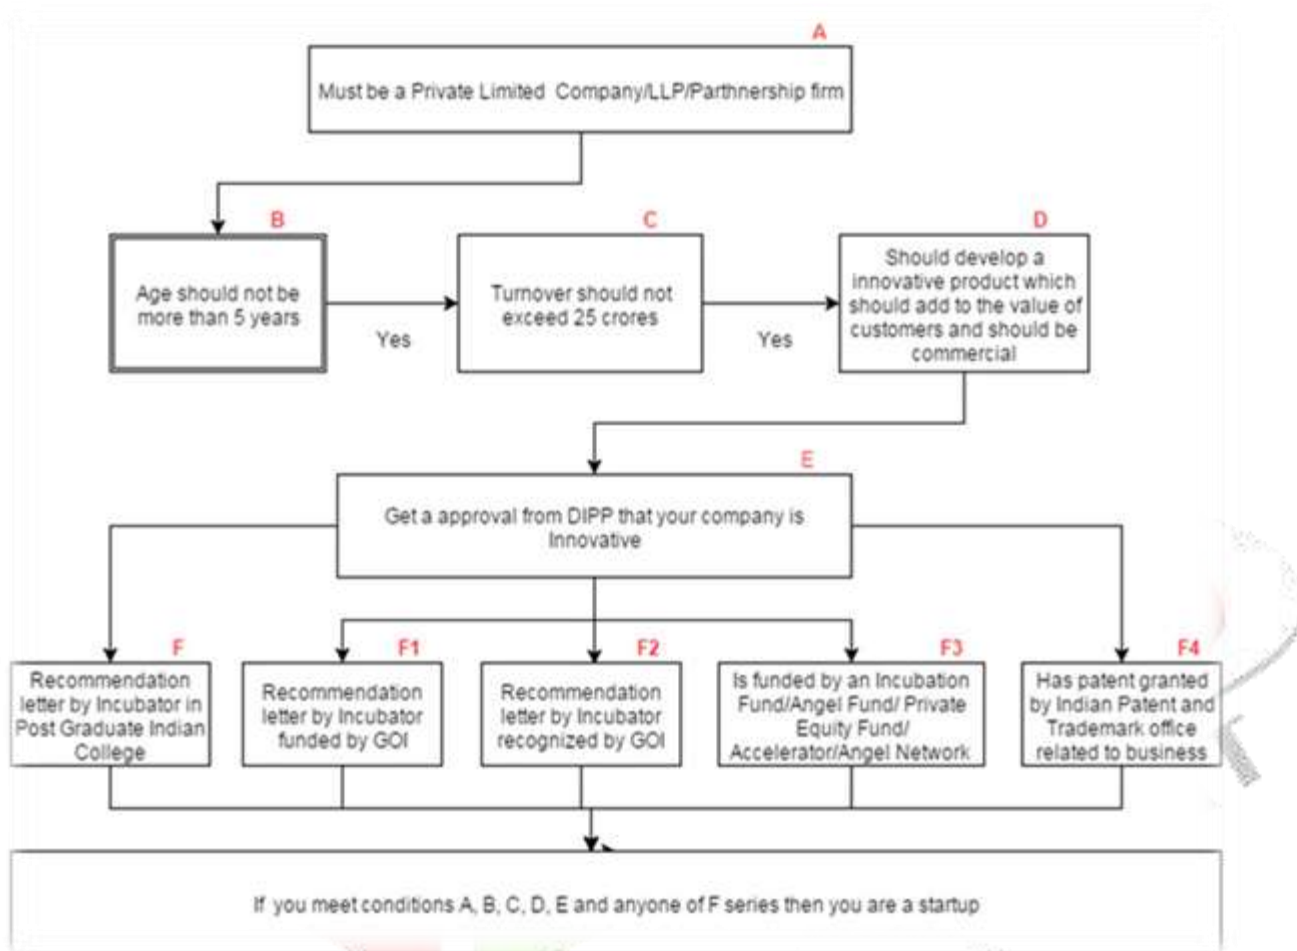 A
Must be a Private Limited Company/LLP/Parthnership firm
B
Age should not be
more than 5 years
Yes
C
Turnover should not
exceed 25 crores
Yes
D
Should develop a
innovative product which
should add to the value of
customers and should be
commercial
E
Get a approval from DIPP that your company is
Innovative
F
Recommendation
letter by Incubator in
Post Graduate Indian
College
F1
Recommendation
letter by Incubator
funded by GOI
F2
Recommendation
letter by Incubator
recognized by GOI
F3
Is funded by an Incubation
Fund/Angel Fund/ Private
Equity Fund/
Accelerator/Angel Network
F4
Has patent granted
by Indian Patent and
Trademark office
related to business
If you meet conditions A, B, C, D, E and anyone of F series then you are a startup